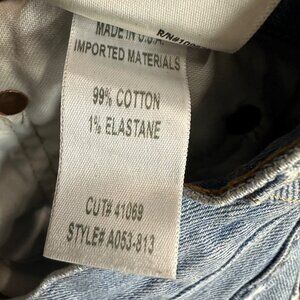 MADE IN U.S.A.
IMPORTED MATERIALS
99% COTTON
1% ELASTANE
CUT# 41069
STYLE# A053-813